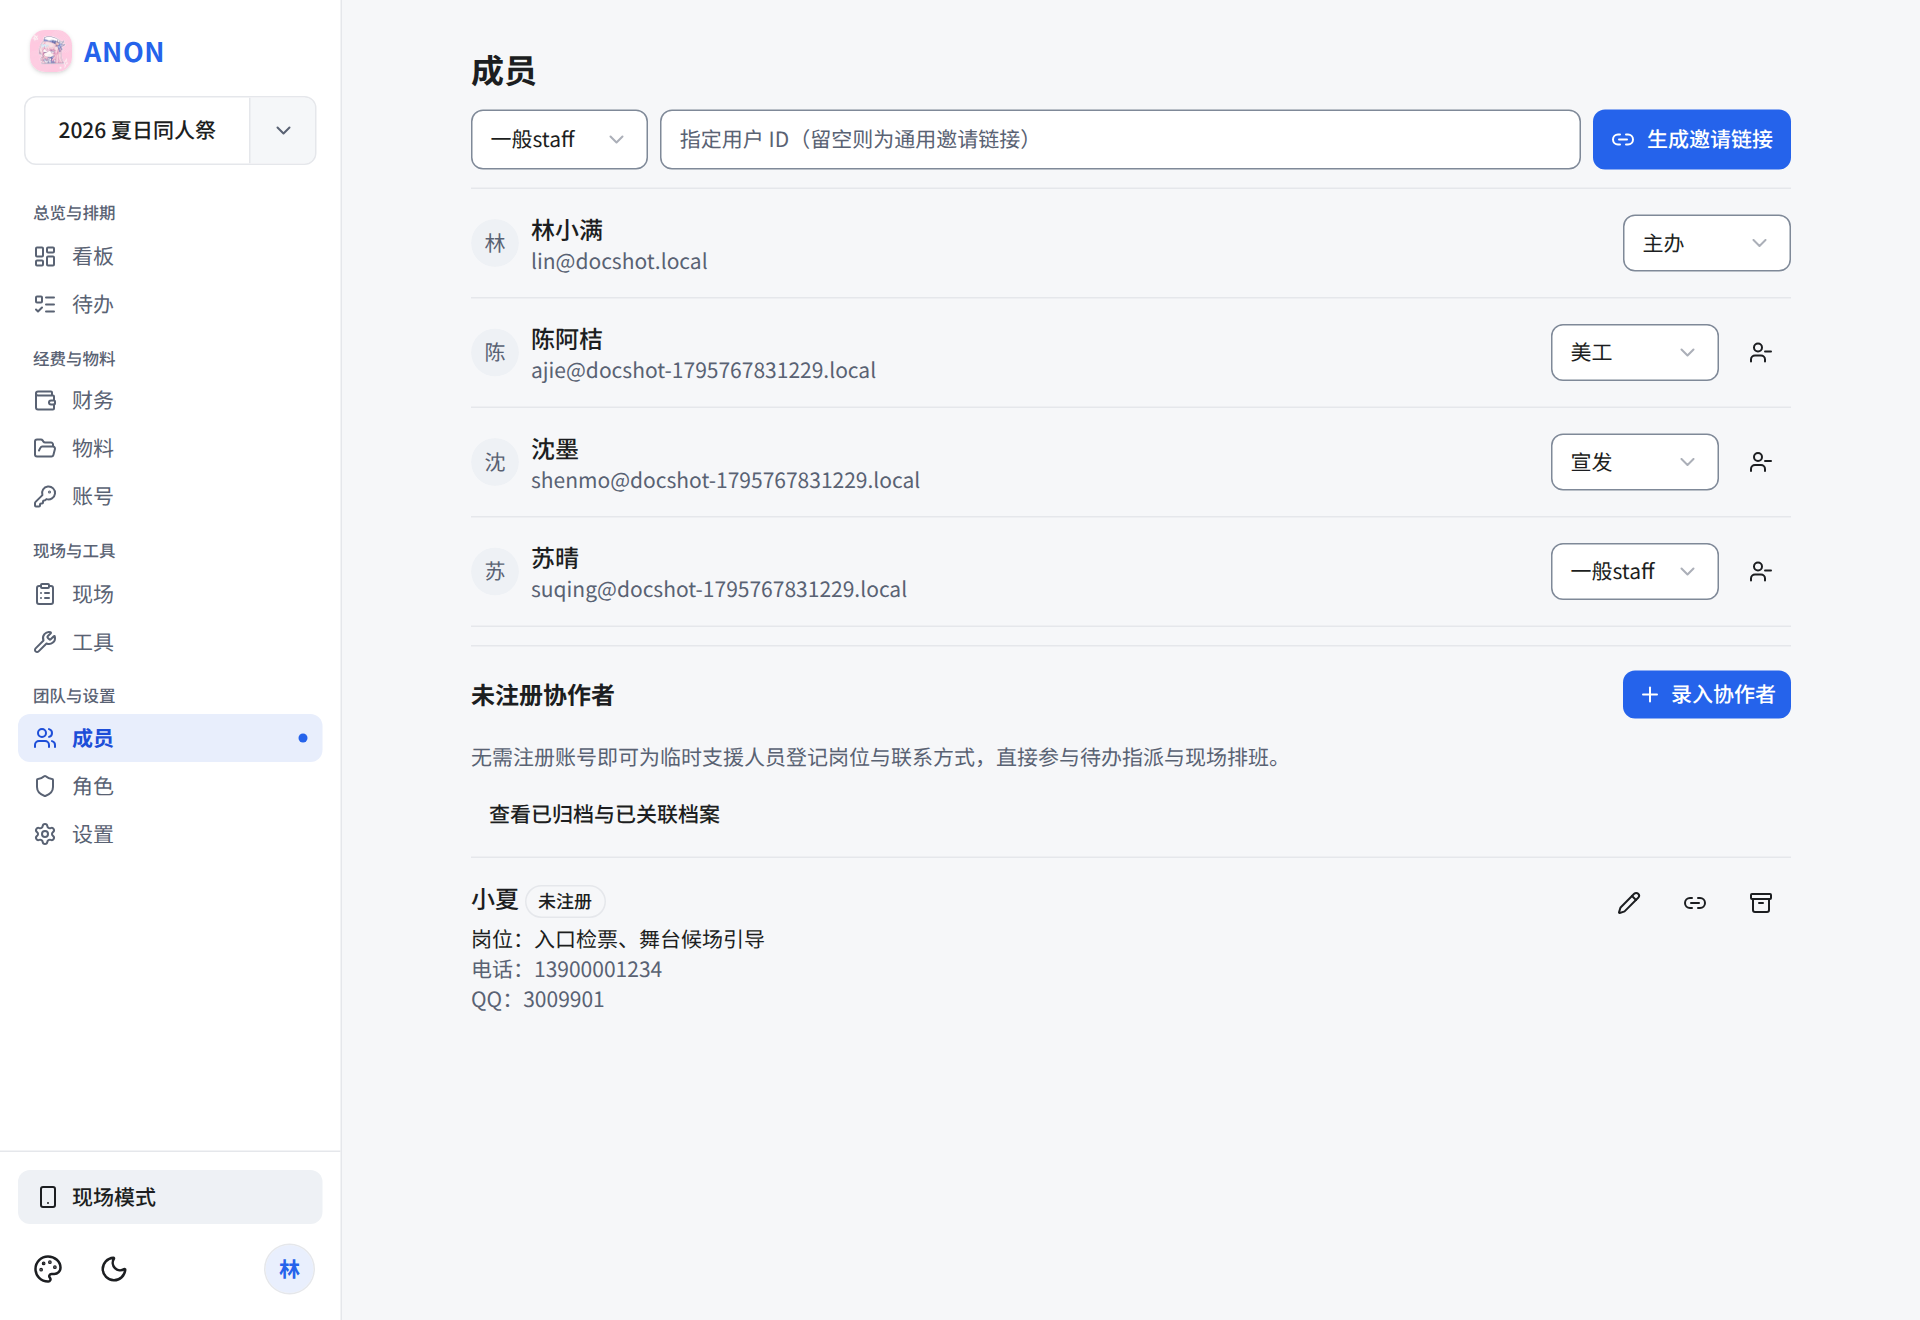 ANON
2026 夏日同人祭
总览与排期
看板
待办
经费与物料
财务
物料
账号
现场与工具
现场
工具
团队与设置
成员
角色
设置
现场模式
林
成员
一般staff
指定用户 ID（留空则为通用邀请链接）
生成邀请链接
林
林小满
lin@docshot.local
主办
陈
陈阿桔
ajie@docshot-1795767831229.local
美工
沈
沈墨
shenmo@docshot-1795767831229.local
宣发
苏
苏晴
suqing@docshot-1795767831229.local
一般staff
未注册协作者
录入协作者
无需注册账号即可为临时支援人员登记岗位与联系方式，直接参与待办指派与现场排班。
查看已归档与已关联档案
小夏 未注册
岗位：入口检票、舞台候场引导
电话：13900001234
QQ：3009901